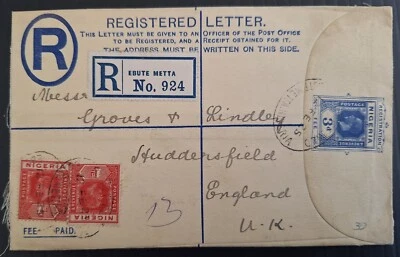 REGISTERED LETTER.
THIS LETTER MUST BE GIVEN TO AN OFFICER OF THE POST OFFICE
TO BE REGISTERED, AND A RECEIPT OBTAINED FOR IT.
THE ADDRESS MUST BE WRITTEN ON THIS SIDE.
R
R
EBUTE METTA
No. 924
Messrs
Groves & Lindley
Huddersfield
England
U.K.
NIGERIA
NIGERIA
POSTAGE
NIGERIA
3d
REGISTRATION
FEE PAID.
13